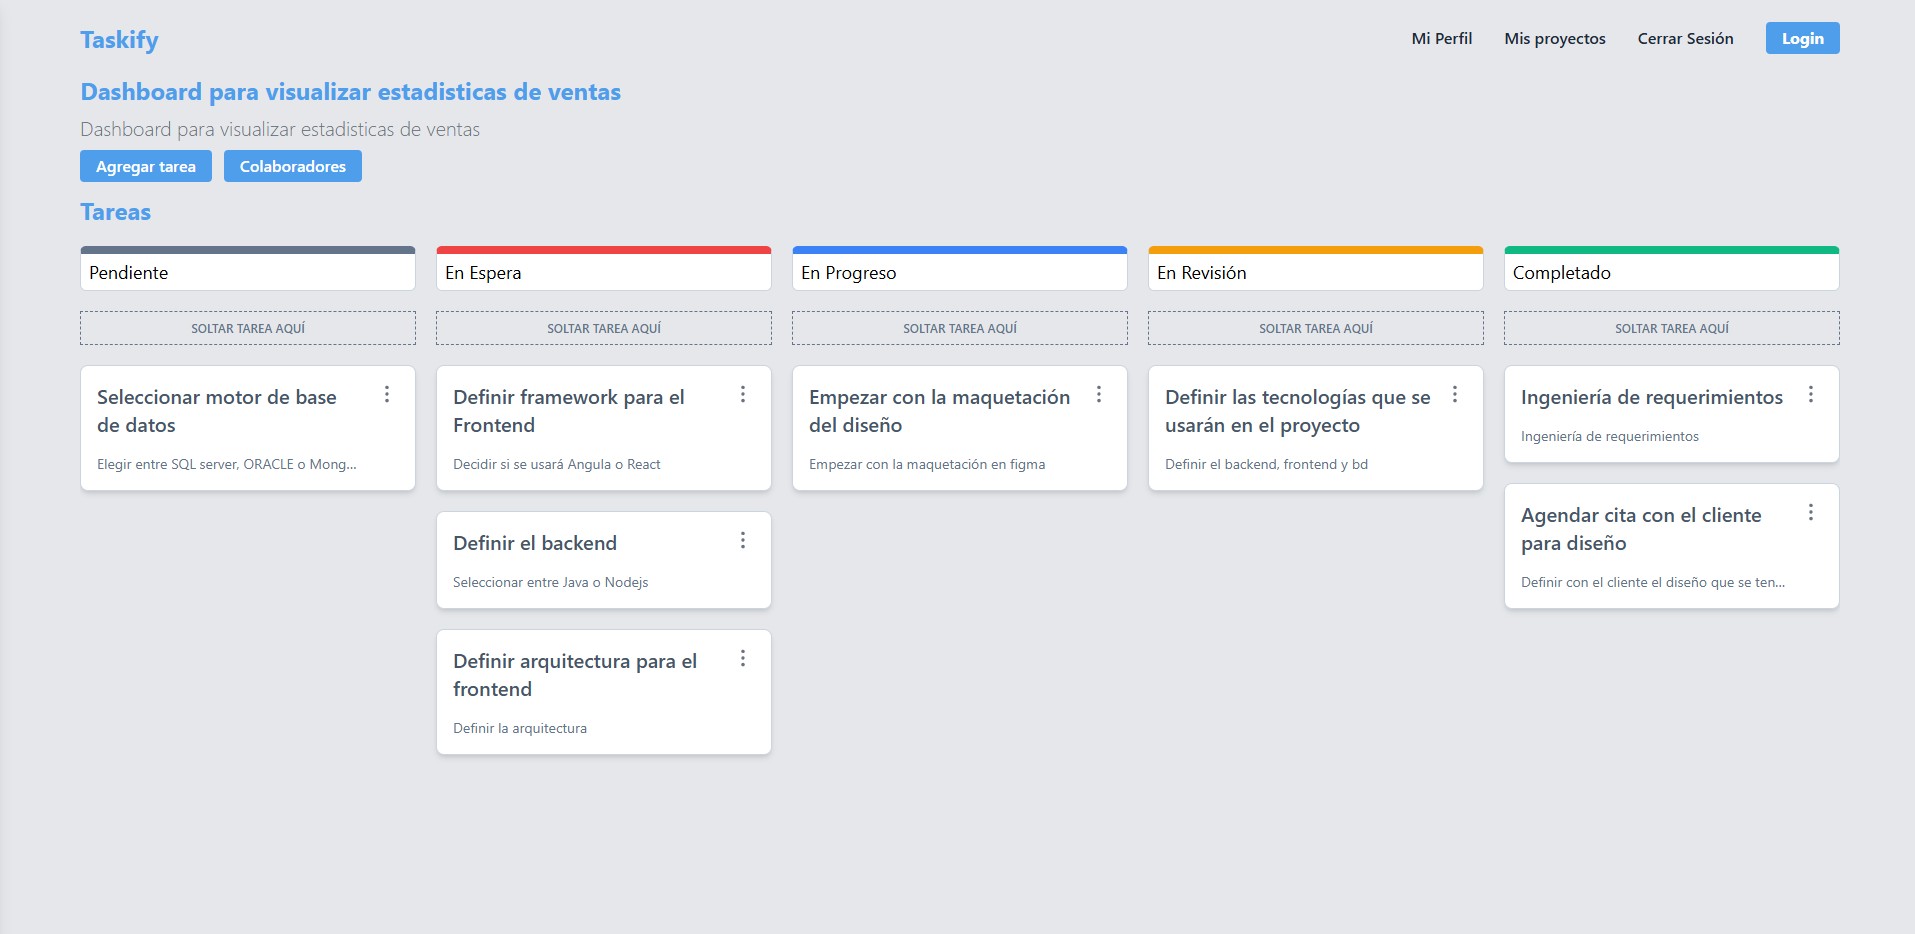 Taskify
Mi Perfil
Mis proyectos
Cerrar Sesión
Login
Dashboard para visualizar estadisticas de ventas
Dashboard para visualizar estadisticas de ventas
Agregar tarea
Colaboradores
Tareas
Pendiente
SOLTAR TAREA AQUÍ
Seleccionar motor de base
de datos
Elegir entre SQL server, ORACLE o Mong...
En Espera
SOLTAR TAREA AQUÍ
Definir framework para el
Frontend
Decidir si se usará Angula o React
Definir el backend
Seleccionar entre Java o Nodejs
Definir arquitectura para el
frontend
Definir la arquitectura
En Progreso
SOLTAR TAREA AQUÍ
Empezar con la maquetación
del diseño
Empezar con la maquetación en figma
En Revisión
SOLTAR TAREA AQUÍ
Definir las tecnologías que se
usarán en el proyecto
Definir el backend, frontend y bd
Completado
SOLTAR TAREA AQUÍ
Ingeniería de requerimientos
Ingeniería de requerimientos
Agendar cita con el cliente
para diseño
Definir con el cliente el diseño que se ten...